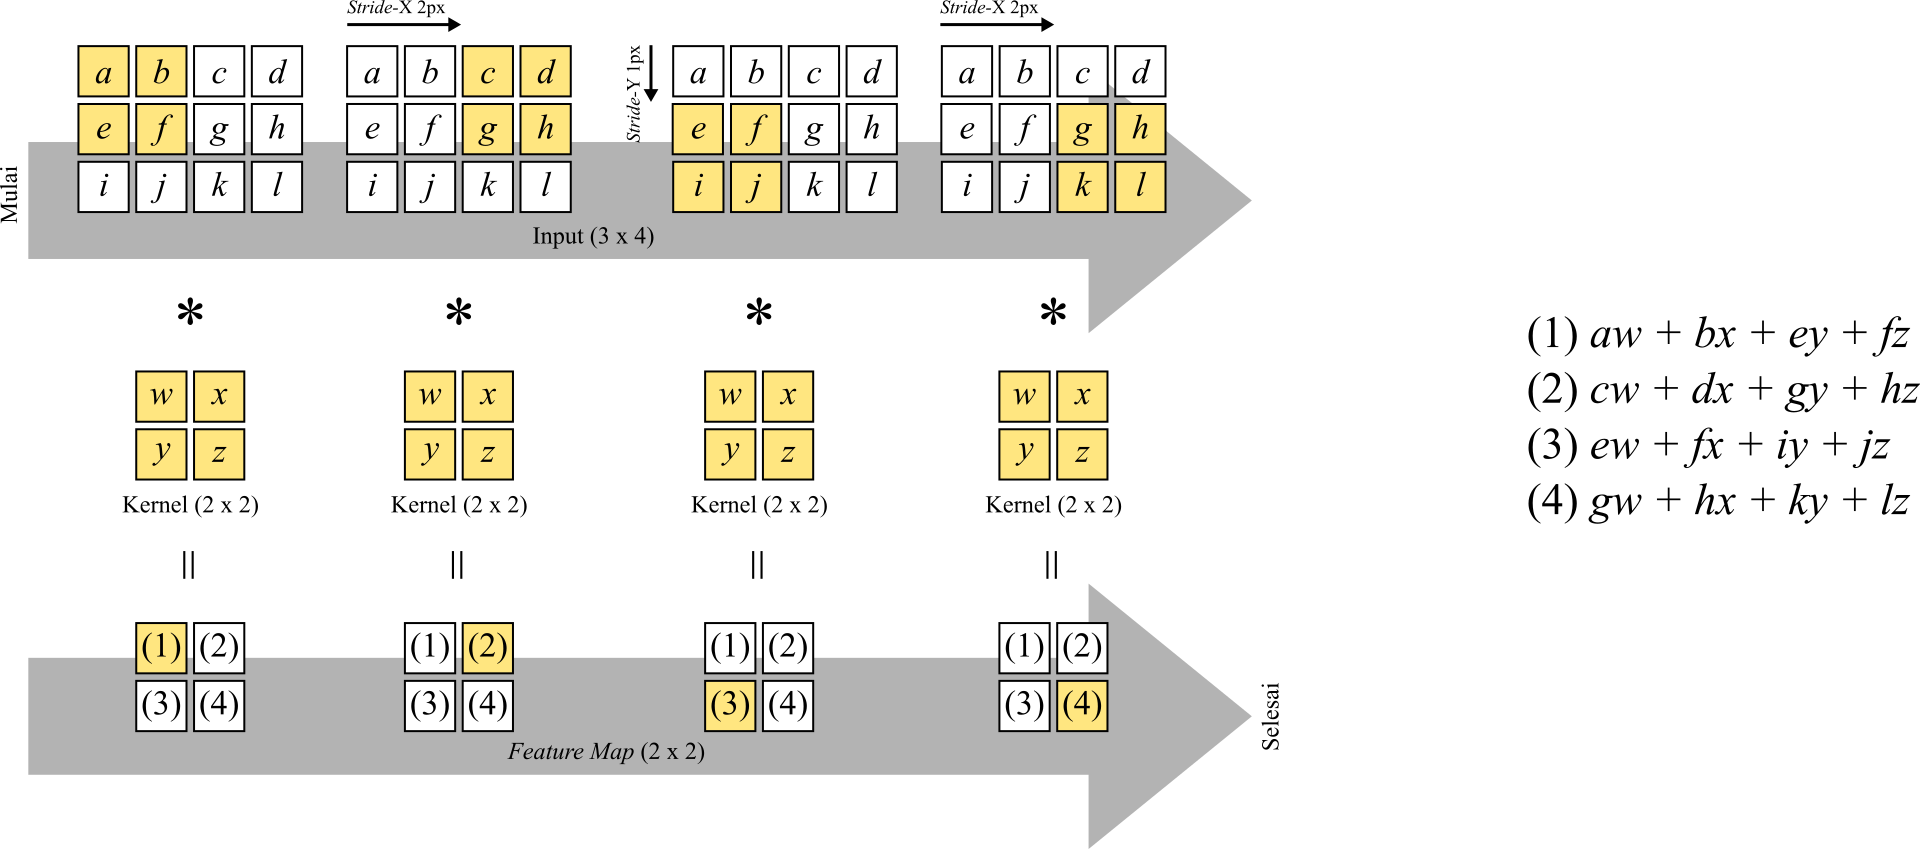 Stride-X 2px
Stride-X 2px
Stride-Y 1px
Mulai
a b c d a b c d a b c d a b c d
e f g h e f g h e f g h e f g h
i j k l i j k l i j k l i j k l
Input (3 x 4)
* * * *
w x w x w x w x
y z y z y z y z
Kernel (2 x 2) Kernel (2 x 2) Kernel (2 x 2) Kernel (2 x 2)
= = = =
(1) (2) (1) (2) (1) (2) (1) (2)
(3) (4) (3) (4) (3) (4) (3) (4)
Feature Map (2 x 2)
Selesai
(1) aw + bx + ey + fz
(2) cw + dx + gy + hz
(3) ew + fx + iy + jz
(4) gw + hx + ky + lz